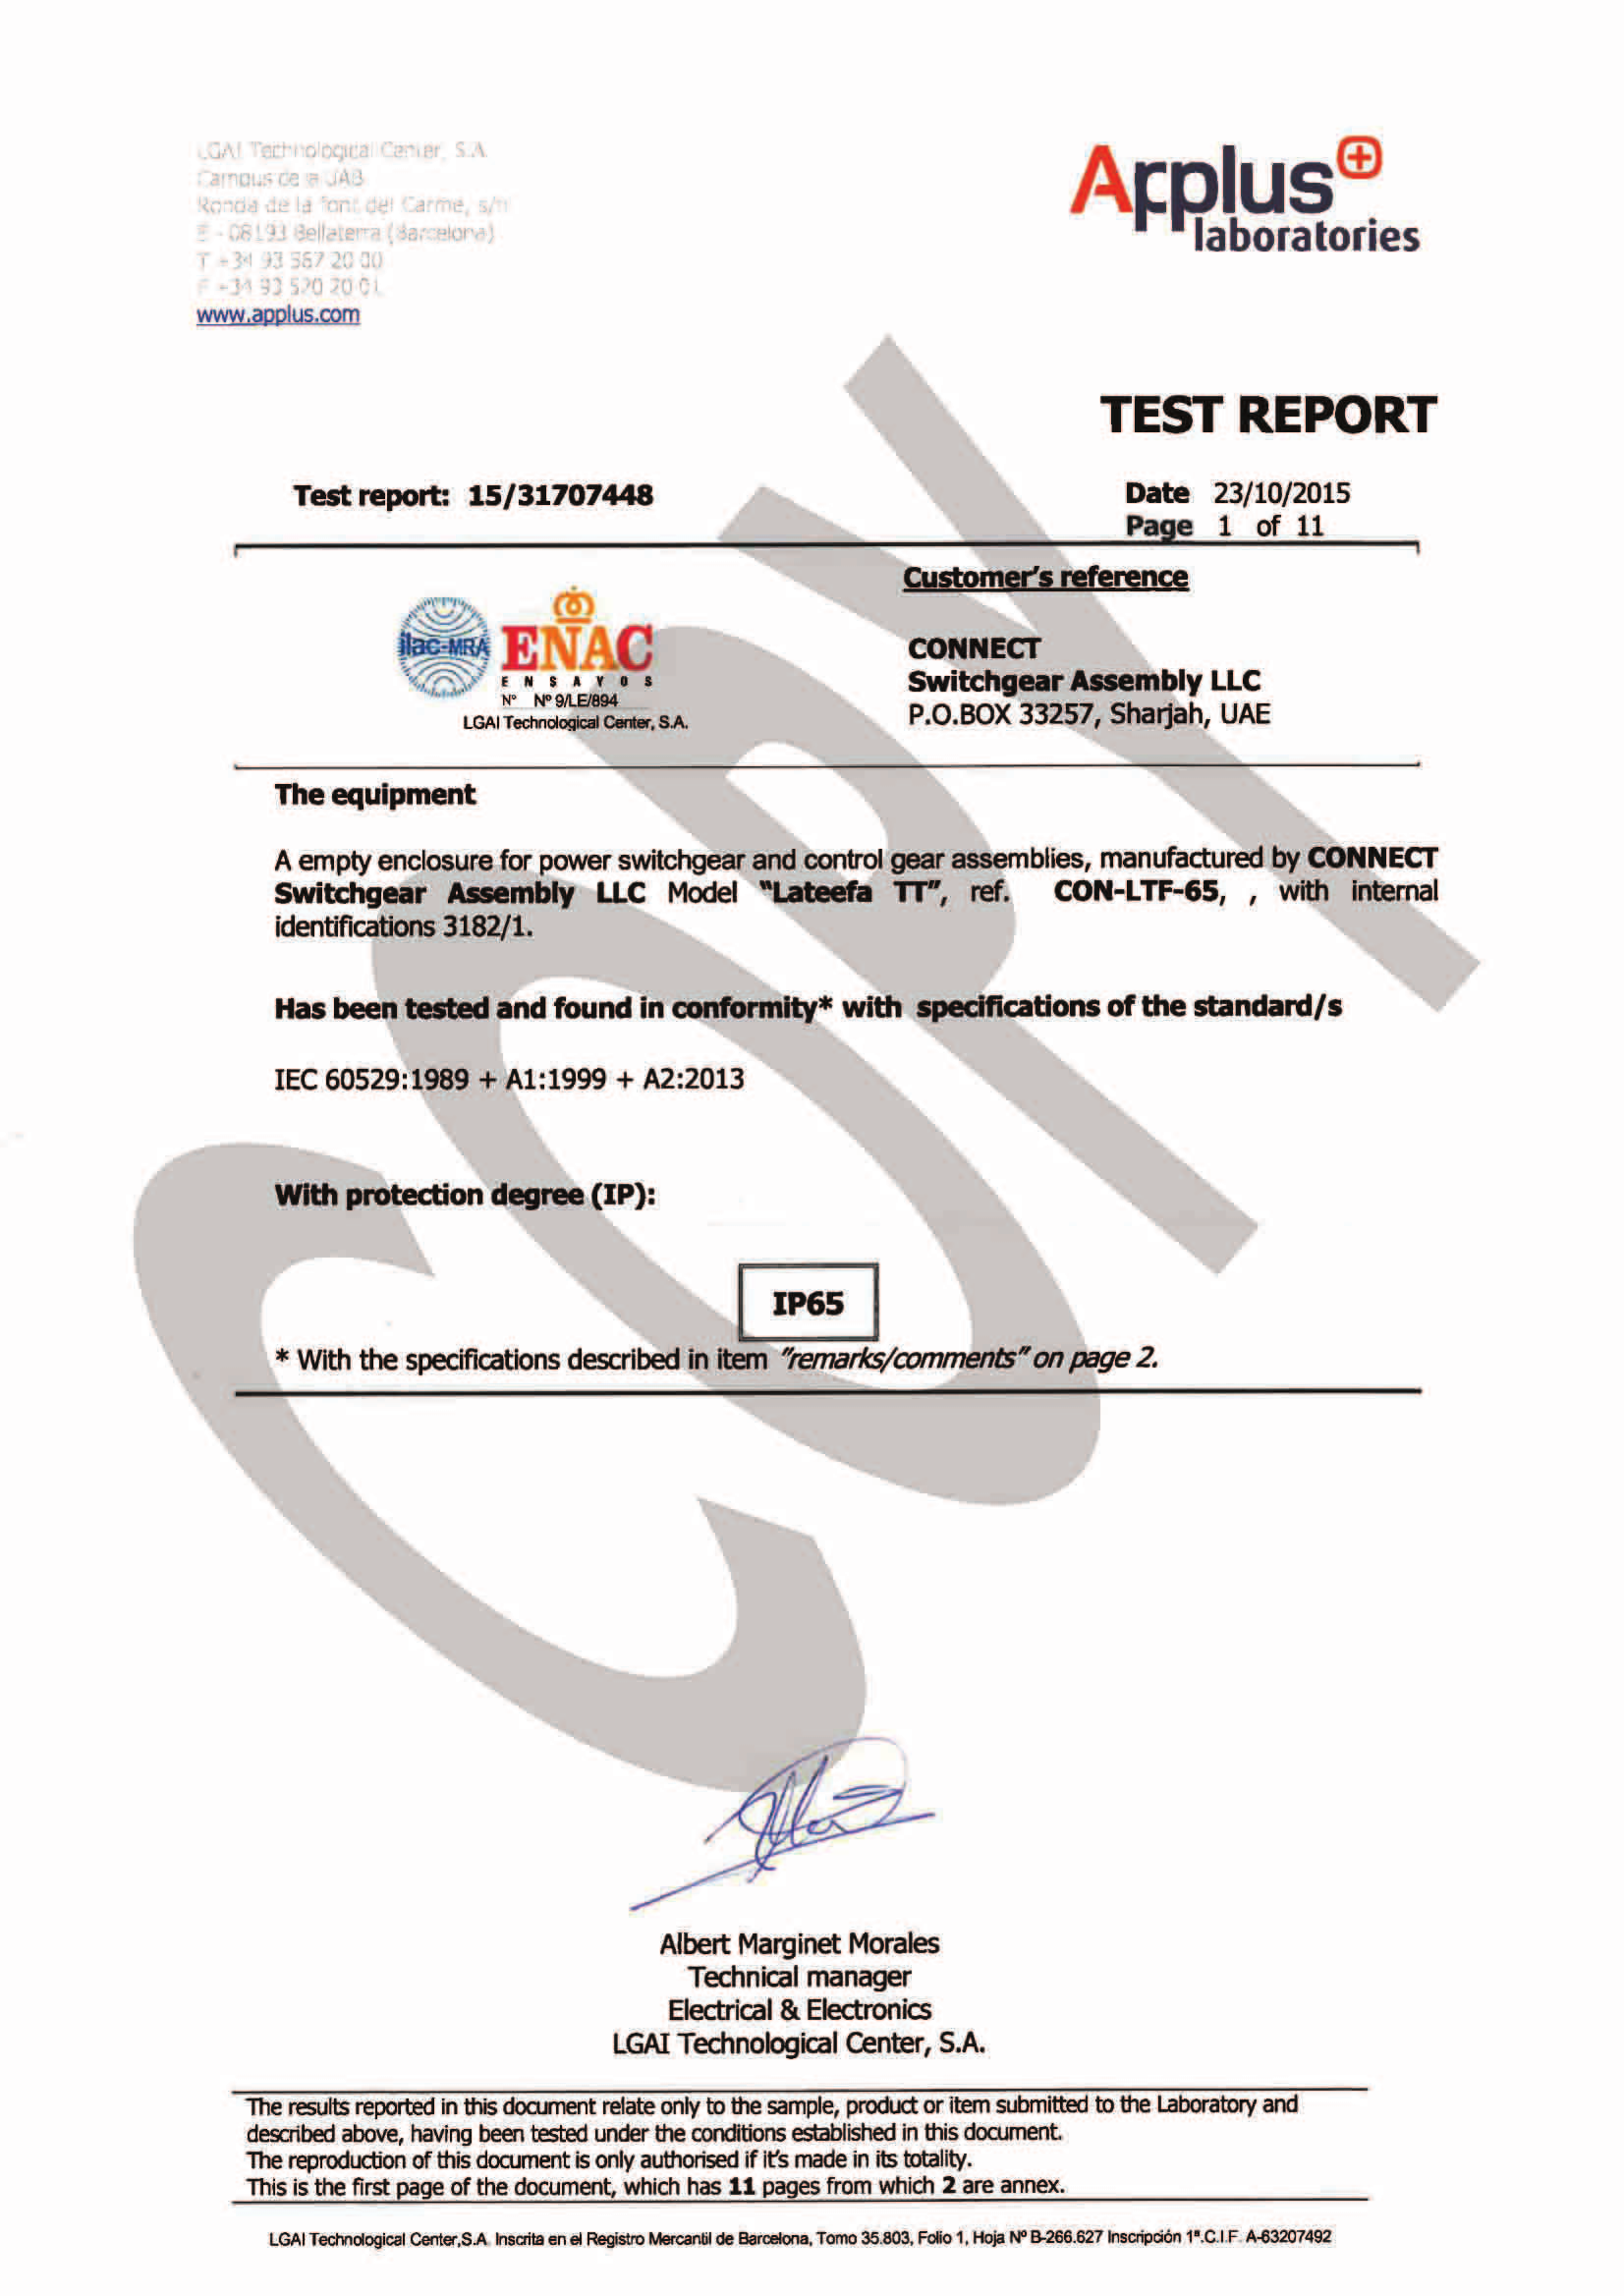 LGAI Technological Center, S.A.
Campus de la UAB
Ronda de la font del Carme, s/n
E - 08193 Bellaterra (Barcelona)
T +34 93 567 20 00
F +34 93 520 20 01
www.applus.com
Applus+
laboratories
TEST REPORT
Test report: 15/31707448
Date 23/10/2015
Page 1 of 11
ilac-MRA
ENAC
ENSAYOS
Nº Nº 9/LE/894
LGAI Technological Center, S.A.
Customer's reference
CONNECT
Switchgear Assembly LLC
P.O.BOX 33257, Sharjah, UAE
The equipment
A empty enclosure for power switchgear and control gear assemblies, manufactured by CONNECT
Switchgear Assembly LLC Model "Lateefa TT", ref. CON-LTF-65, , with internal
identifications 3182/1.
Has been tested and found in conformity* with specifications of the standard/s
IEC 60529:1989 + A1:1999 + A2:2013
With protection degree (IP):
IP65
* With the specifications described in item "remarks/comments" on page 2.
COPY
Albert Marginet Morales
Technical manager
Electrical & Electronics
LGAI Technological Center, S.A.
The results reported in this document relate only to the sample, product or item submitted to the Laboratory and
described above, having been tested under the conditions established in this document.
The reproduction of this document is only authorised if it's made in its totality.
This is the first page of the document, which has 11 pages from which 2 are annex.
LGAI Technological Center,S.A. Inscrita en el Registro Mercantil de Barcelona, Tomo 35.803, Folio 1, Hoja Nº B-266.627 Inscripción 1ª.C.I.F. A-63207492